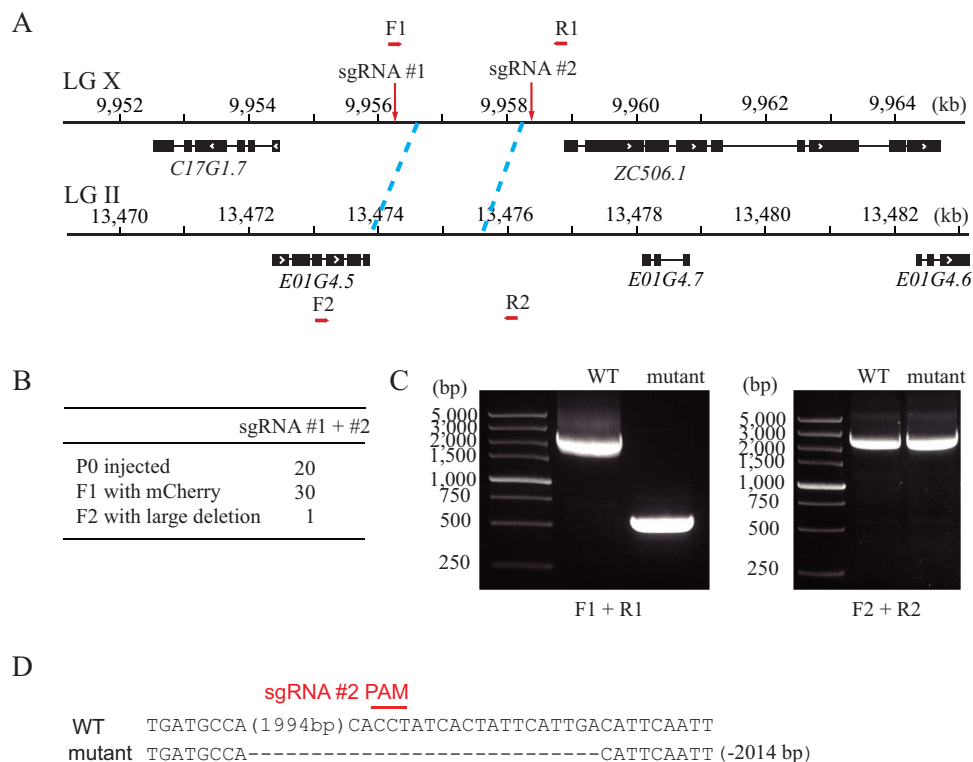 A
F1 R1
sgRNA #1 sgRNA #2
LG X
9,952 9,954 9,956 9,958 9,960 9,962 9,964 (kb)
C17G1.7 ZC506.1
LG II
13,470 13,472 13,474 13,476 13,478 13,480 13,482 (kb)
E01G4.5 E01G4.7 E01G4.6
F2 R2
B
sgRNA #1 + #2
P0 injected 20
F1 with mCherry 30
F2 with large deletion 1
C
(bp) WT mutant
5,000
3,000
2,000
1,500
1,000
750
500
250
F1 + R1
(bp) WT mutant
5,000
3,000
2,000
1,500
1,000
750
500
250
F2 + R2
D
sgRNA #2 PAM
WT TGATGCCA(1994bp)CACCTATCACTATTCATTGACATTCAATT
mutant TGATGCCA------------------------------CATTCAATT (-2014 bp)